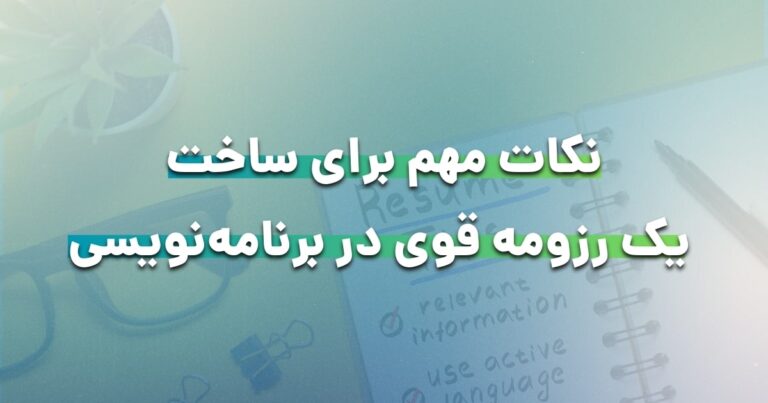 نکات مهم برای ساخت
یک رزومه قوی در برنامه‌نویسی
Resume
relevant
information
use active
language